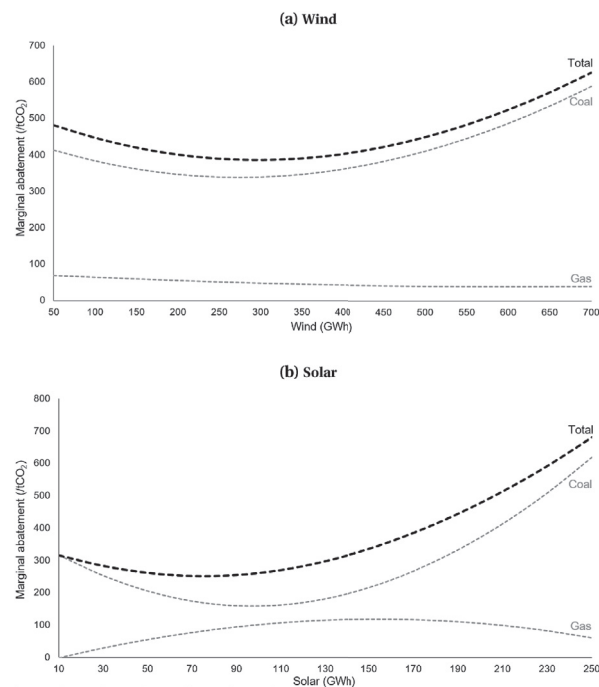 (a) Wind
Marginal abatement (/tCO₂)
700
600
500
400
300
200
100
0
Total
Coal
Gas
50 100 150 200 250 300 350 400 450 500 550 600 650 700
Wind (GWh)
(b) Solar
Marginal abatement (/tCO₂)
800
700
600
500
400
300
200
100
0
Total
Coal
Gas
10 30 50 70 90 110 130 150 170 190 210 230 250
Solar (GWh)